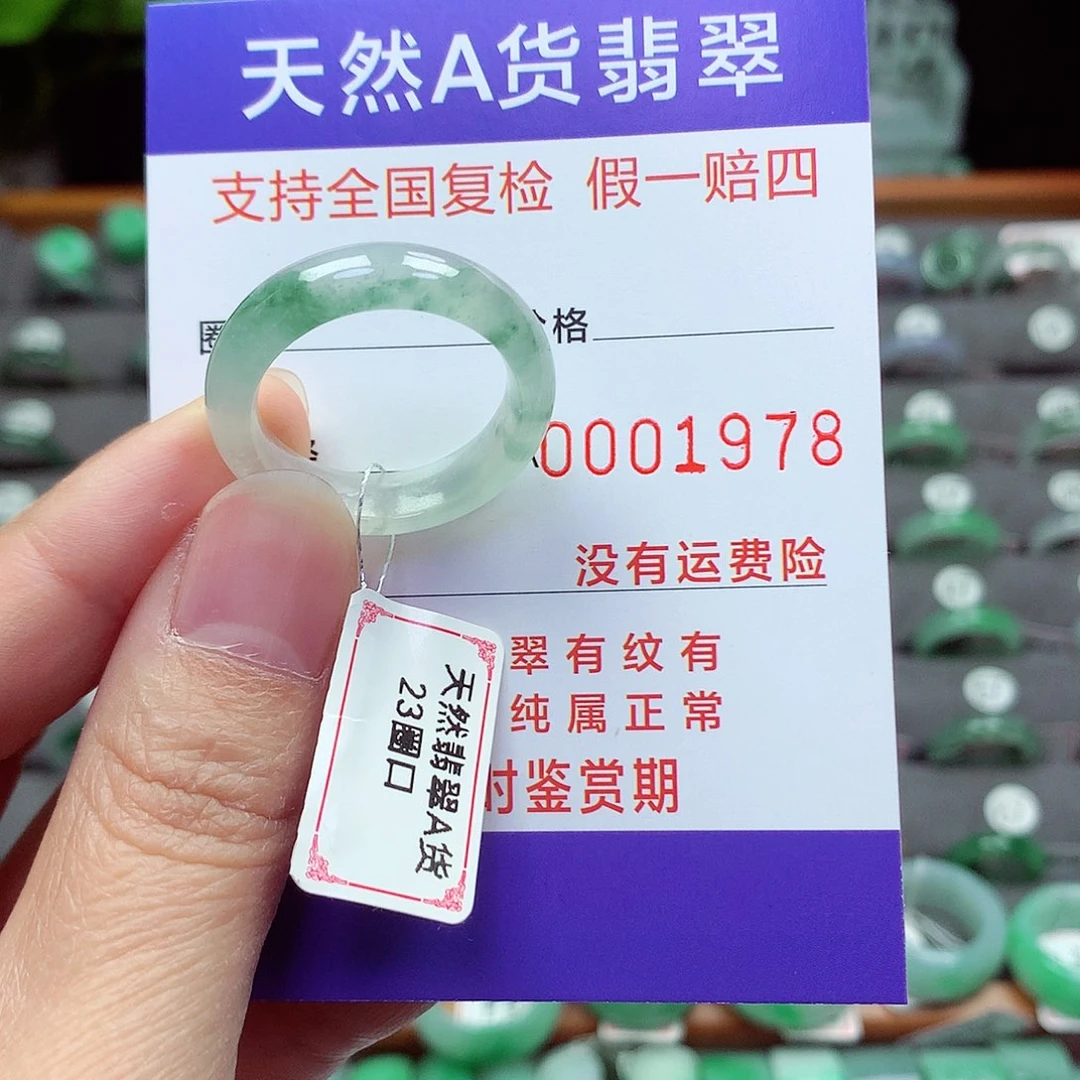 天然A货翡翠
支持全国复检 假一赔四
格
0001978
没有运费险
翠有纹有
纯属正常
时鉴赏期
天然翡翠A货
23圈口